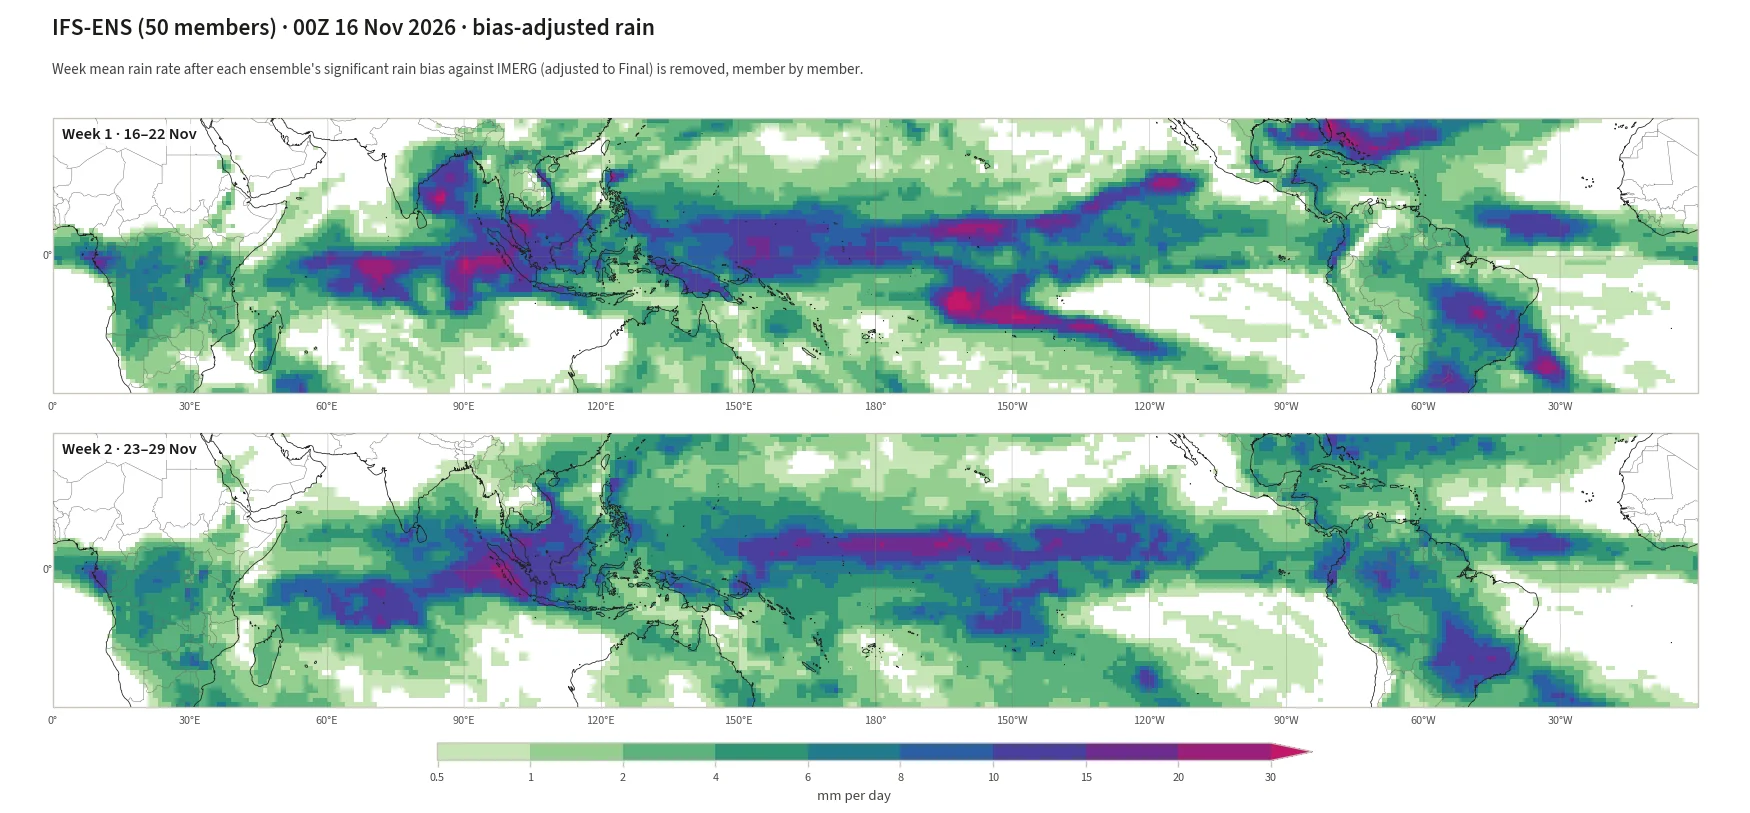 IFS-ENS (50 members) · 00Z 16 Nov 2026 · bias-adjusted rain
Week mean rain rate after each ensemble's significant rain bias against IMERG (adjusted to Final) is removed, member by member.
Week 1 · 16–22 Nov
0°
0° 30°E 60°E 90°E 120°E 150°E 180° 150°W 120°W 90°W 60°W 30°W
Week 2 · 23–29 Nov
0°
0° 30°E 60°E 90°E 120°E 150°E 180° 150°W 120°W 90°W 60°W 30°W
0.5 1 2 4 6 8 10 15 20 30
mm per day